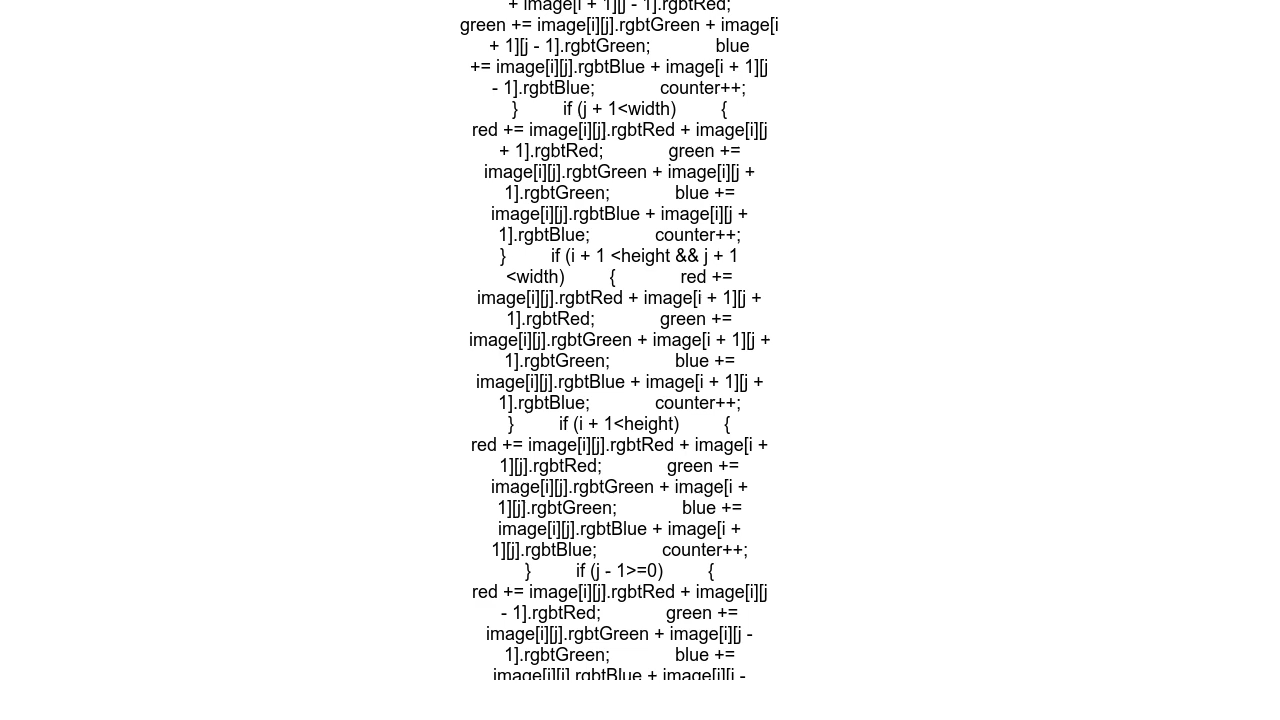 + image[i + 1][j - 1].rgbtRed;
green += image[i][j].rgbtGreen + image[i
+ 1][j - 1].rgbtGreen; blue
+= image[i][j].rgbtBlue + image[i + 1][j
- 1].rgbtBlue; counter++;
} if (j + 1<width) {
red += image[i][j].rgbtRed + image[i][j
+ 1].rgbtRed; green +=
image[i][j].rgbtGreen + image[i][j +
1].rgbtGreen; blue +=
image[i][j].rgbtBlue + image[i][j +
1].rgbtBlue; counter++;
} if (i + 1 <height && j + 1
<width) { red +=
image[i][j].rgbtRed + image[i + 1][j +
1].rgbtRed; green +=
image[i][j].rgbtGreen + image[i + 1][j +
1].rgbtGreen; blue +=
image[i][j].rgbtBlue + image[i + 1][j +
1].rgbtBlue; counter++;
} if (i + 1<height) {
red += image[i][j].rgbtRed + image[i +
1][j].rgbtRed; green +=
image[i][j].rgbtGreen + image[i +
1][j].rgbtGreen; blue +=
image[i][j].rgbtBlue + image[i +
1][j].rgbtBlue; counter++;
} if (j - 1>=0) {
red += image[i][j].rgbtRed + image[i][j
- 1].rgbtRed; green +=
image[i][j].rgbtGreen + image[i][j -
1].rgbtGreen; blue +=
image[i][j].rgbtBlue + image[i][j -